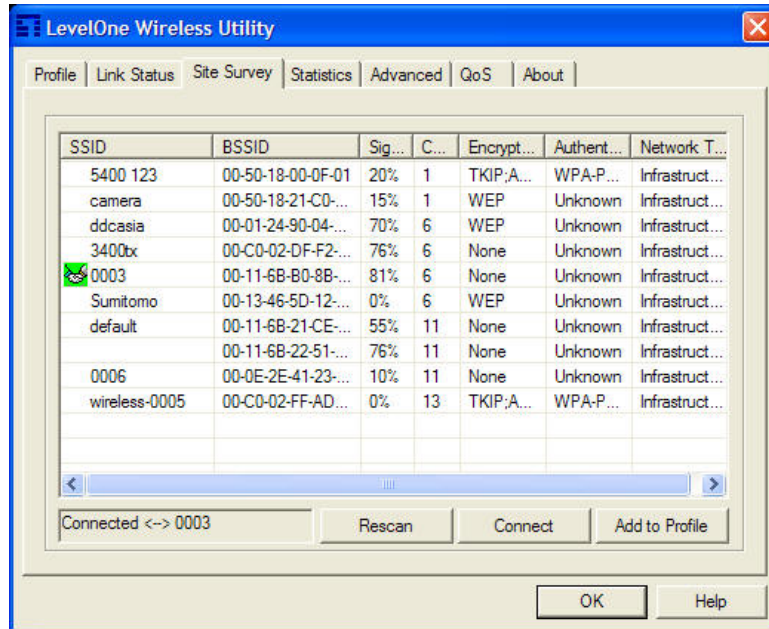 LevelOne Wireless Utility
Profile Link Status Site Survey Statistics Advanced QoS About
SSID BSSID Sig... C... Encrypt... Authent... Network T...
5400 123 00-50-18-00-0F-01 20% 1 TKIP;A... WPA-P... Infrastruct...
camera 00-50-18-21-C0-... 15% 1 WEP Unknown Infrastruct...
ddcasia 00-01-24-90-04-... 70% 6 WEP Unknown Infrastruct...
3400tx 00-C0-02-DF-F2-... 76% 6 None Unknown Infrastruct...
0003 00-11-6B-B0-8B-... 81% 6 None Unknown Infrastruct...
Sumitomo 00-13-46-5D-12-... 0% 6 WEP Unknown Infrastruct...
default 00-11-6B-21-CE-... 55% 11 None Unknown Infrastruct...
00-11-6B-22-51-... 76% 11 None Unknown Infrastruct...
0006 00-0E-2E-41-23-... 10% 11 None Unknown Infrastruct...
wireless-0005 00-C0-02-FF-AD... 0% 13 TKIP;A... WPA-P... Infrastruct...
Connected <--> 0003 Rescan Connect Add to Profile
OK Help